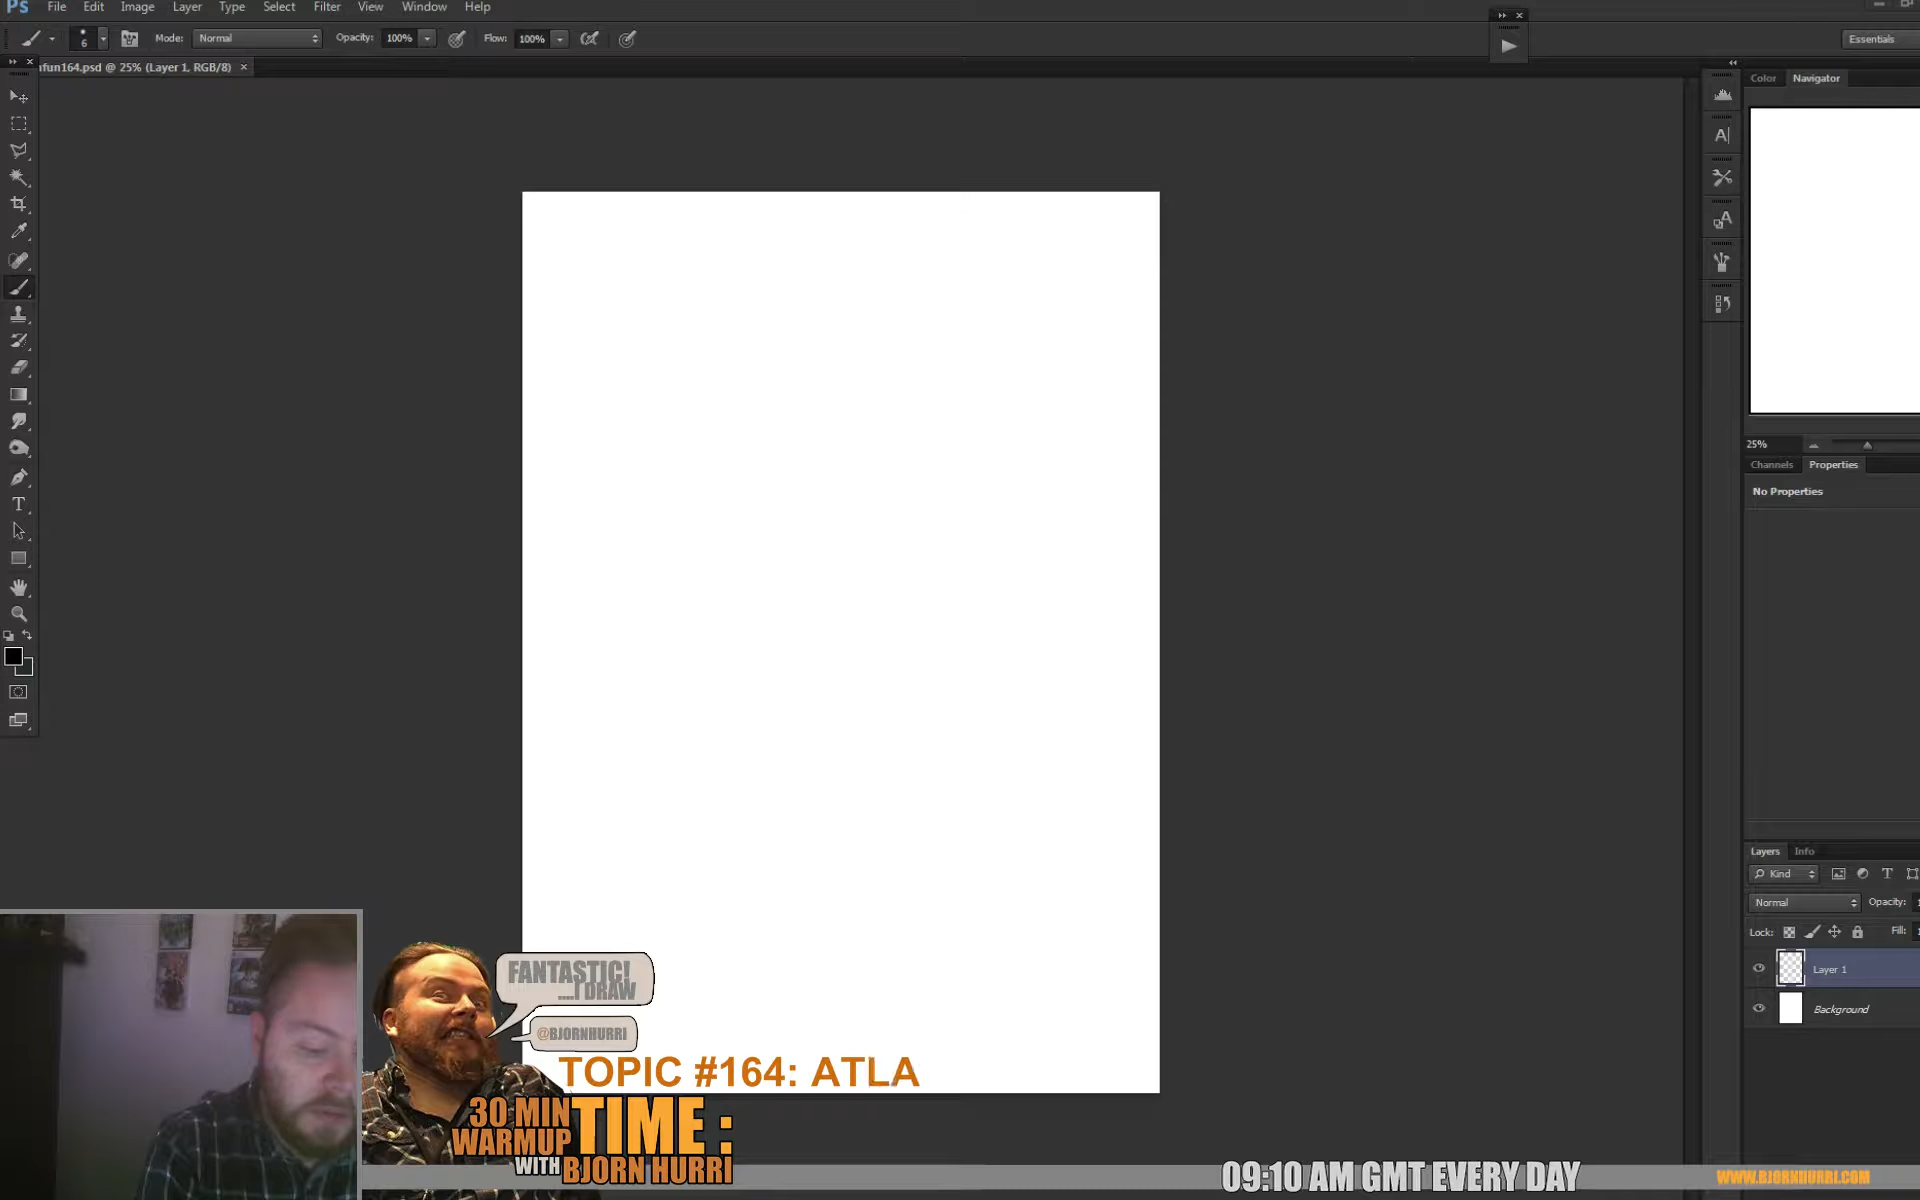 Ps File Edit Image Layer Type Select Filter View Window Help
6 Mode: Normal Opacity: 100% Flow: 100% Essentials
fun164.psd @ 25% (Layer 1, RGB/8) ×
Color Navigator
25%
Channels Properties
No Properties
Layers Info
Kind
Normal Opacity:
Lock: Fill:
Layer 1
Background
FANTASTIC!
....I DRAW
@BJORNHURRI
TOPIC #164: ATLA
30 MIN
WARMUP
WITH
TIME :
BJORN HURRI
09:10 AM GMT EVERY DAY
WWW.BJORNHURRI.COM